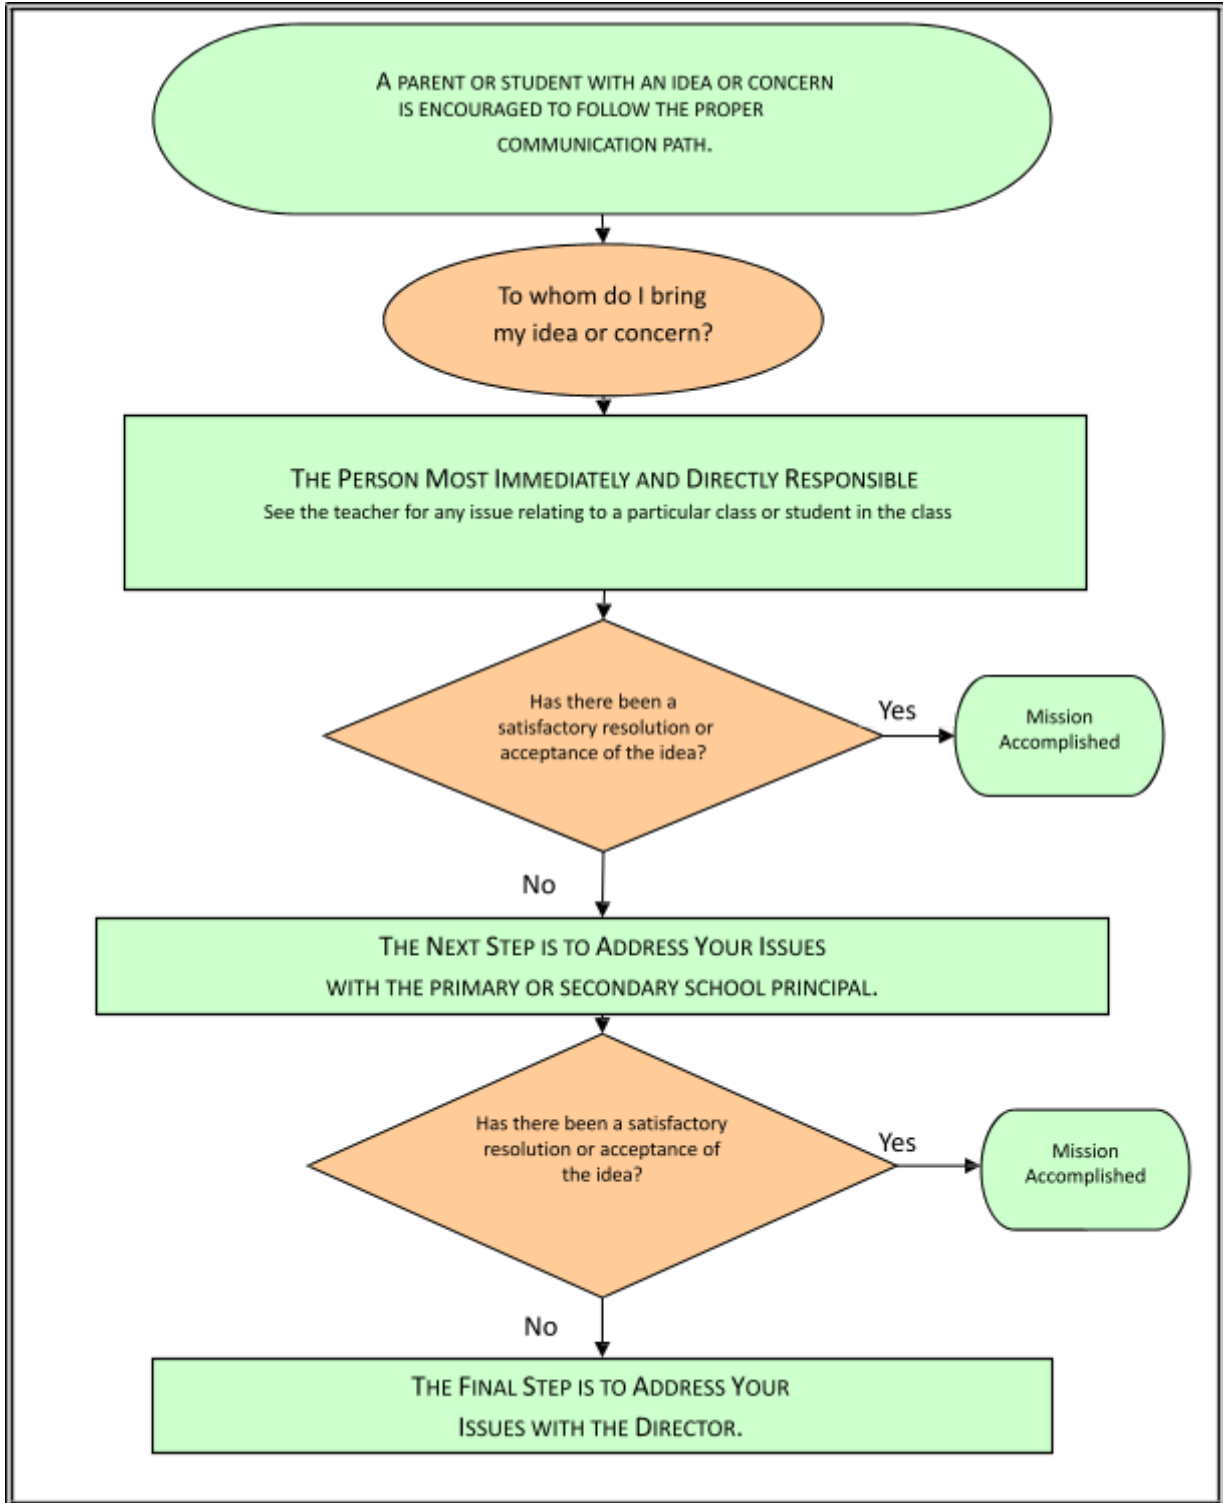 A PARENT OR STUDENT WITH AN IDEA OR CONCERN
IS ENCOURAGED TO FOLLOW THE PROPER
COMMUNICATION PATH.
To whom do I bring
my idea or concern?
THE PERSON MOST IMMEDIATELY AND DIRECTLY RESPONSIBLE
See the teacher for any issue relating to a particular class or student in the class
Has there been a
satisfactory resolution or
acceptance of the idea?
Yes
Mission
Accomplished
No
THE NEXT STEP IS TO ADDRESS YOUR ISSUES
WITH THE PRIMARY OR SECONDARY SCHOOL PRINCIPAL.
Has there been a satisfactory
resolution or acceptance of
the idea?
Yes
Mission
Accomplished
No
THE FINAL STEP IS TO ADDRESS YOUR
ISSUES WITH THE DIRECTOR.